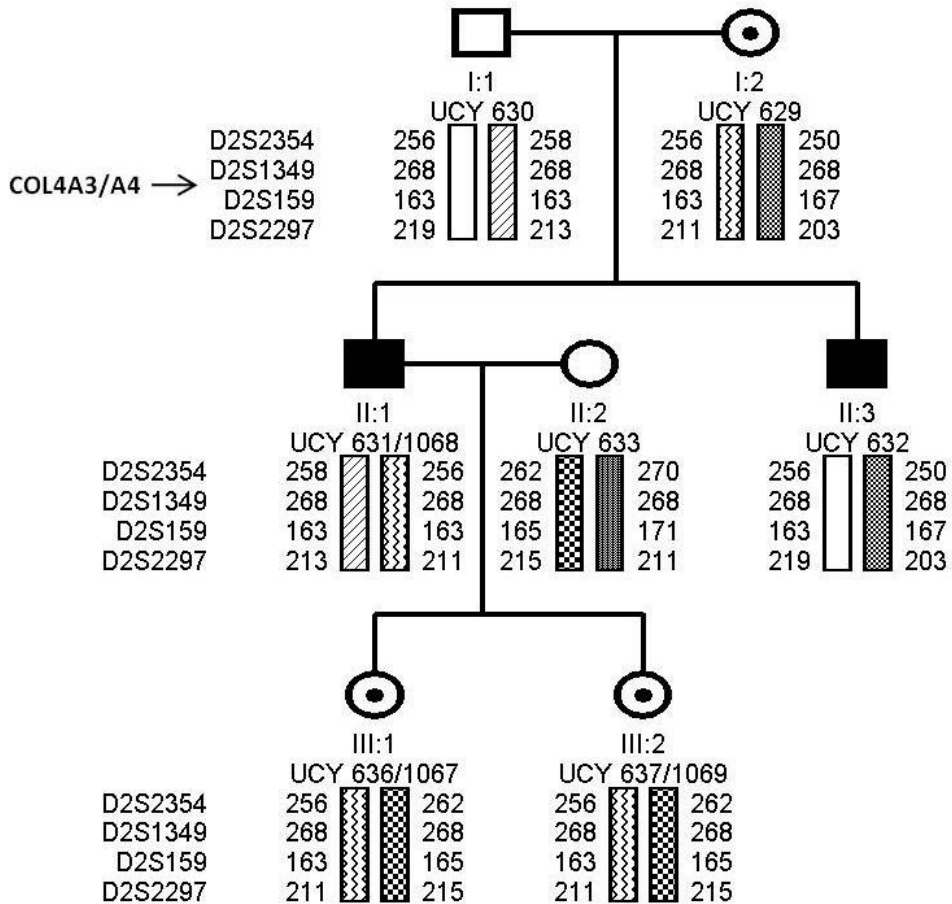 I:1 I:2
UCY 630 UCY 629
D2S2354 256 258 256 250
D2S1349 268 268 268 268
COL4A3/A4 →
D2S159 163 163 163 167
D2S2297 219 213 211 203
II:1 II:2 II:3
UCY 631/1068 UCY 633 UCY 632
D2S2354 258 256 262 270 256 250
D2S1349 268 268 268 268 268 268
D2S159 163 163 165 171 163 167
D2S2297 213 211 215 211 219 203
III:1 III:2
UCY 636/1067 UCY 637/1069
D2S2354 256 262 256 262
D2S1349 268 268 268 268
D2S159 163 165 163 165
D2S2297 211 215 211 215